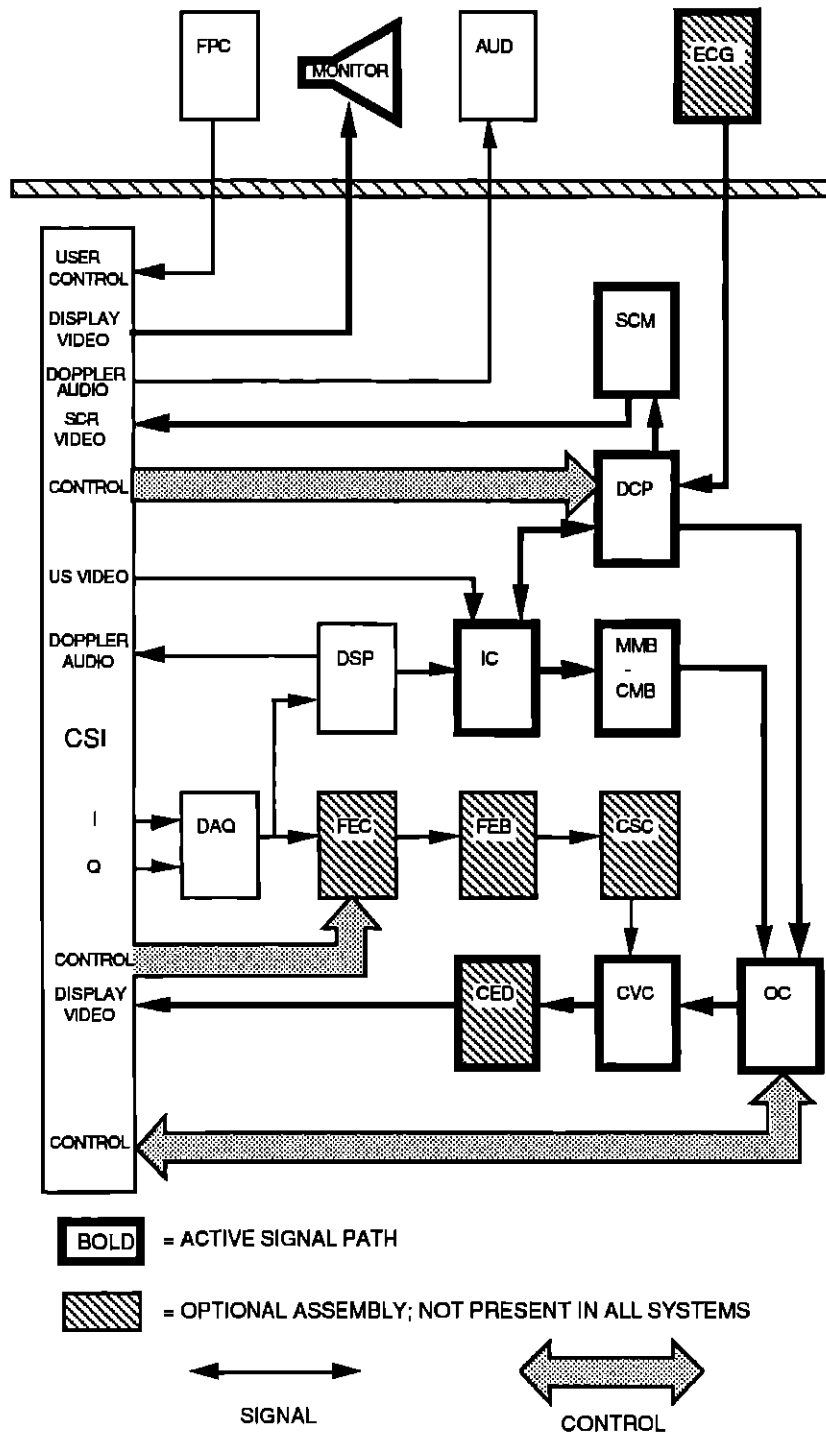 FPC
MONITOR
AUD
ECG
USER
CONTROL
DISPLAY
VIDEO
SCM
DOPPLER
AUDIO
SCR
VIDEO
CONTROL
DCP
US VIDEO
DOPPLER
AUDIO
DSP
IC
MMB
-
CMB
CSI
I
DAQ
FEC
FEB
CSC
Q
CONTROL
DISPLAY
VIDEO
CED
CVC
OC
CONTROL
BOLD = ACTIVE SIGNAL PATH
= OPTIONAL ASSEMBLY; NOT PRESENT IN ALL SYSTEMS
SIGNAL
CONTROL